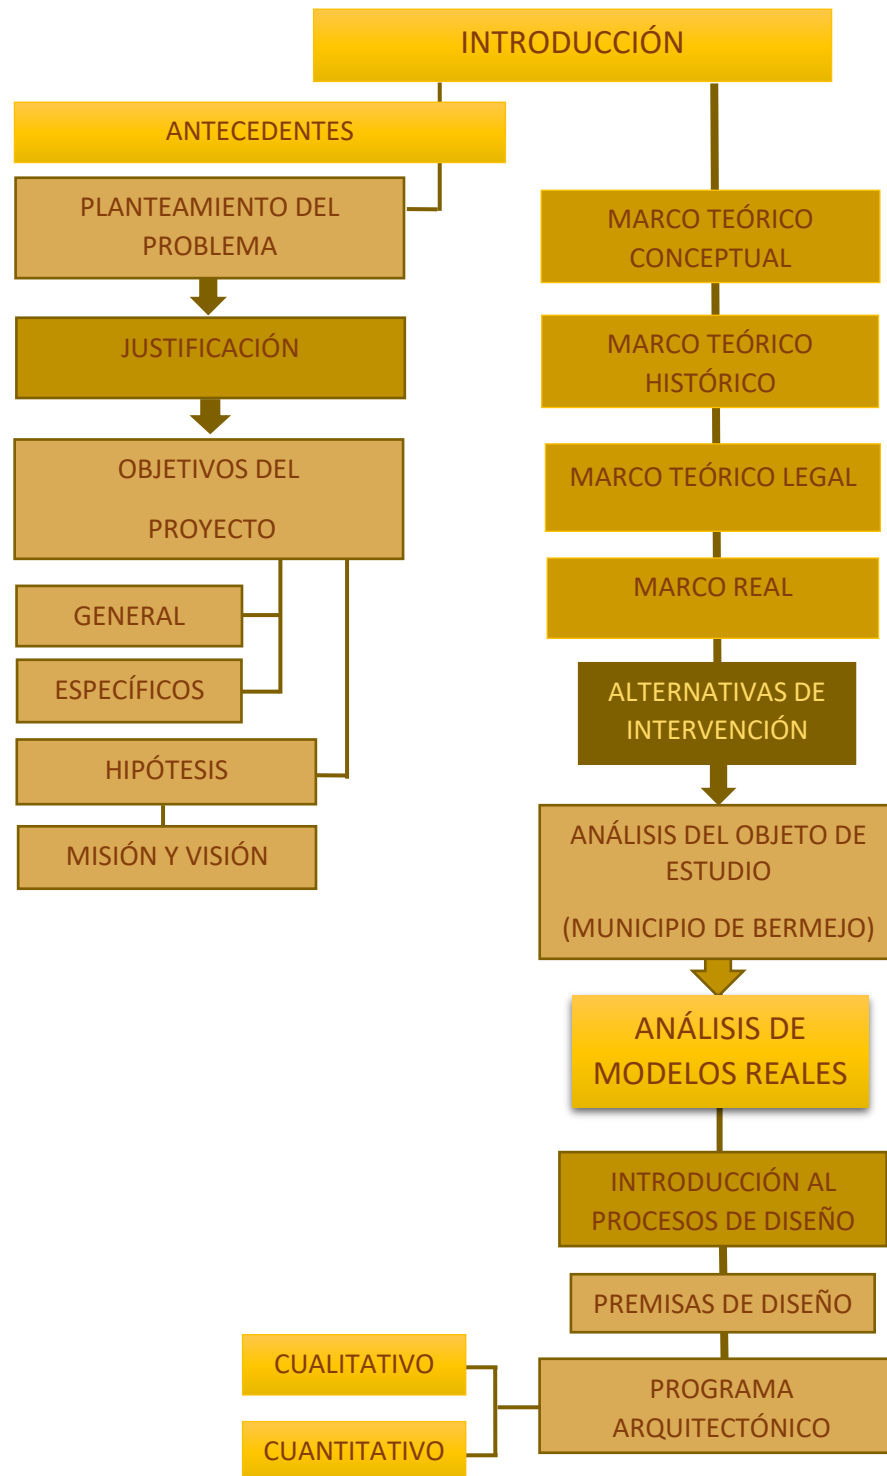 INTRODUCCIÓN
ANTECEDENTES
PLANTEAMIENTO DEL
PROBLEMA
JUSTIFICACIÓN
OBJETIVOS DEL
PROYECTO
GENERAL
ESPECÍFICOS
HIPÓTESIS
MISIÓN Y VISIÓN
MARCO TEÓRICO
CONCEPTUAL
MARCO TEÓRICO
HISTÓRICO
MARCO TEÓRICO LEGAL
MARCO REAL
ALTERNATIVAS DE
INTERVENCIÓN
ANÁLISIS DEL OBJETO DE
ESTUDIO
(MUNICIPIO DE BERMEJO)
ANÁLISIS DE
MODELOS REALES
INTRODUCCIÓN AL
PROCESOS DE DISEÑO
PREMISAS DE DISEÑO
PROGRAMA
ARQUITECTÓNICO
CUALITATIVO
CUANTITATIVO